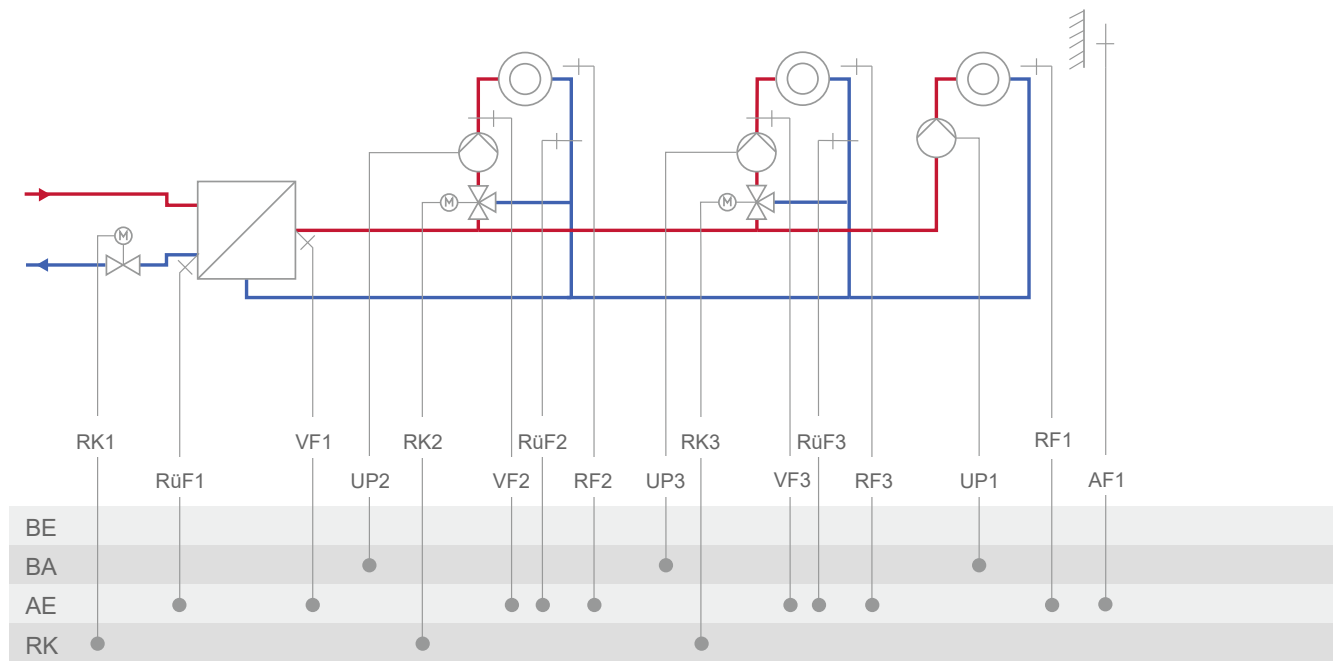 M
M
M
RK1
VF1
RK2
RüF2
RK3
RüF3
RF1
RüF1
UP2
VF2
RF2
UP3
VF3
RF3
UP1
AF1
BE
BA
AE
RK